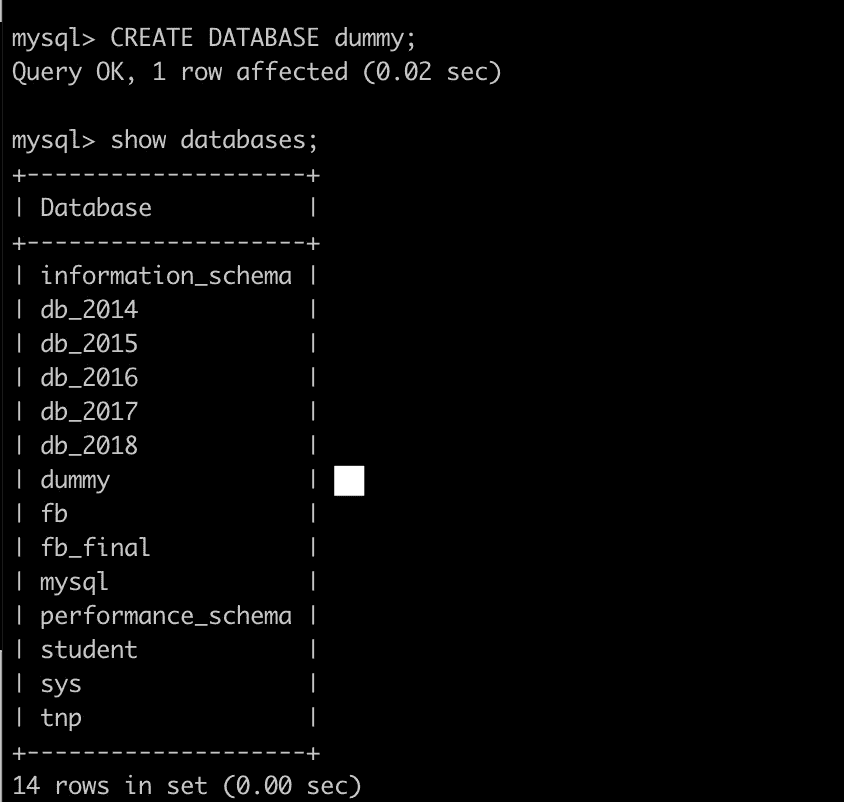 mysql> CREATE DATABASE dummy;
Query OK, 1 row affected (0.02 sec)
mysql> show databases;
+--------------------+
| Database           |
+--------------------+
| information_schema |
| db_2014            |
| db_2015            |
| db_2016            |
| db_2017            |
| db_2018            |
| dummy              |
| fb                 |
| fb_final           |
| mysql              |
| performance_schema |
| student            |
| sys                |
| tnp                |
+--------------------+
14 rows in set (0.00 sec)